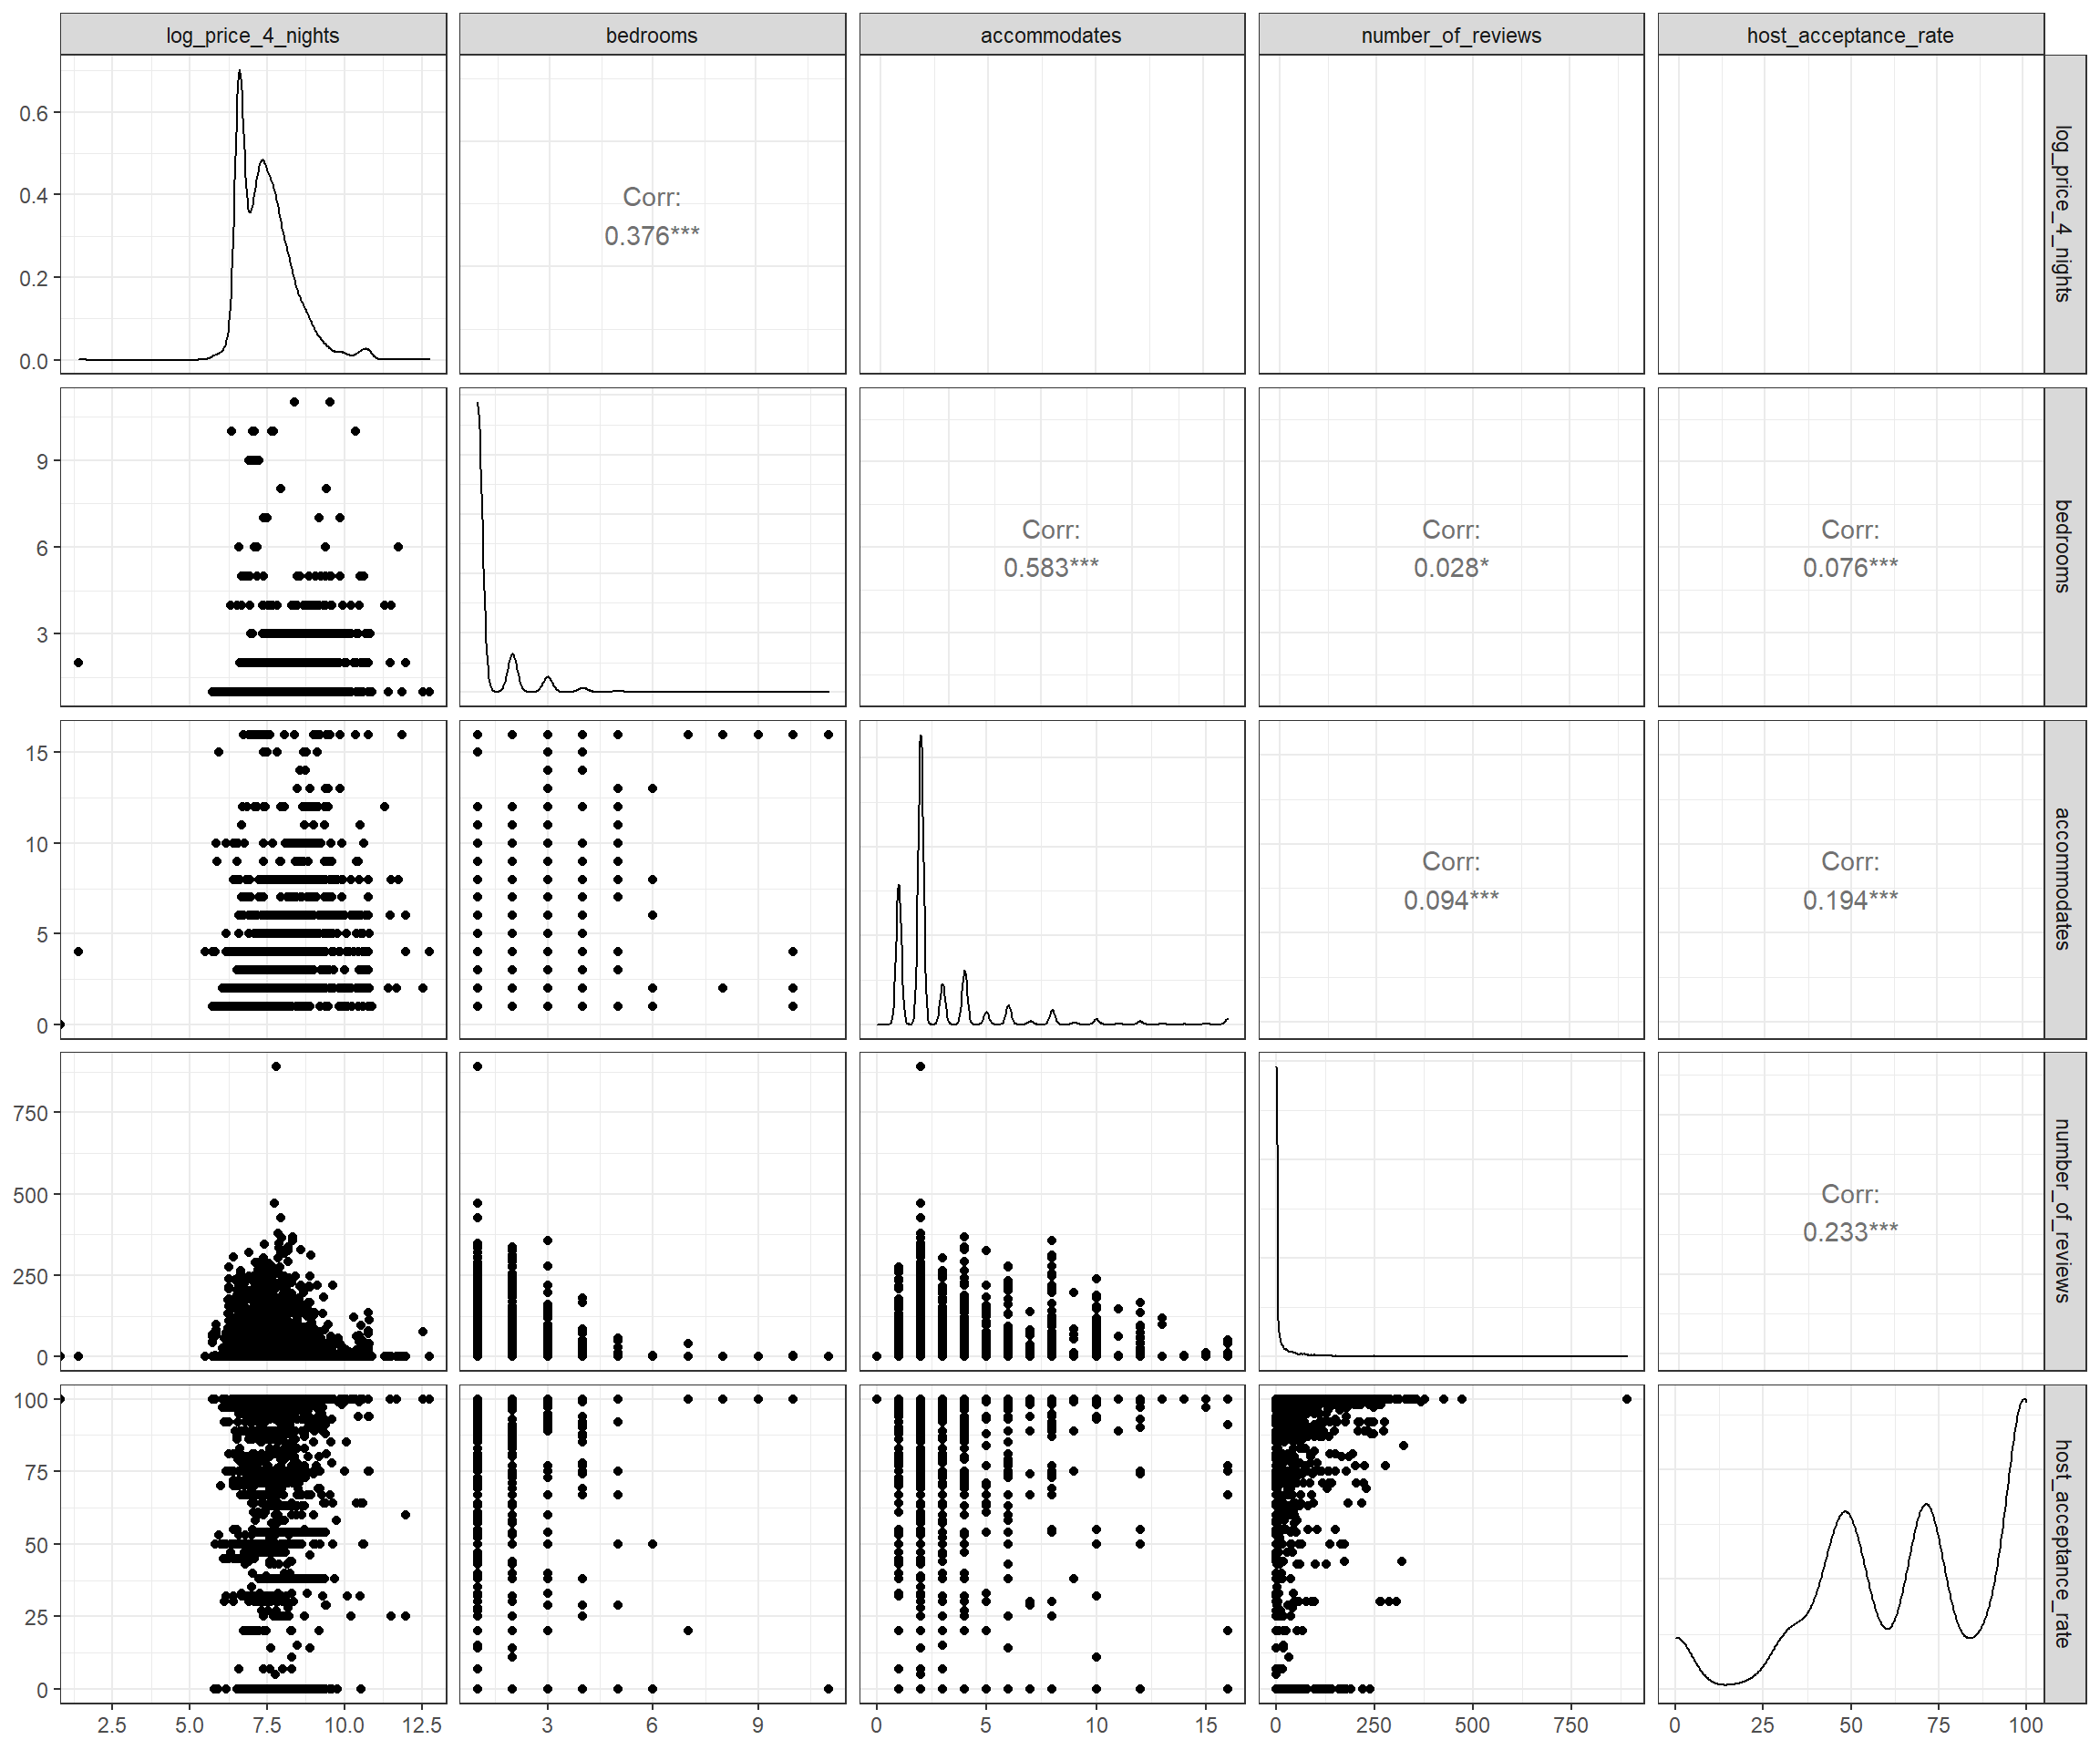 log_price_4_nights bedrooms accommodates number_of_reviews host_acceptance_rate
0.6
0.4
0.2
0.0
Corr:
0.376***
log_price_4_nights
9
6
3
Corr:
0.583***
Corr:
0.028*
Corr:
0.076***
bedrooms
15
10
5
0
Corr:
0.094***
Corr:
0.194***
accommodates
750
500
250
0
Corr:
0.233***
number_of_reviews
100
75
50
25
0
host_acceptance_rate
2.5 5.0 7.5 10.0 12.5 3 6 9 0 5 10 15 0 250 500 750 0 25 50 75 100